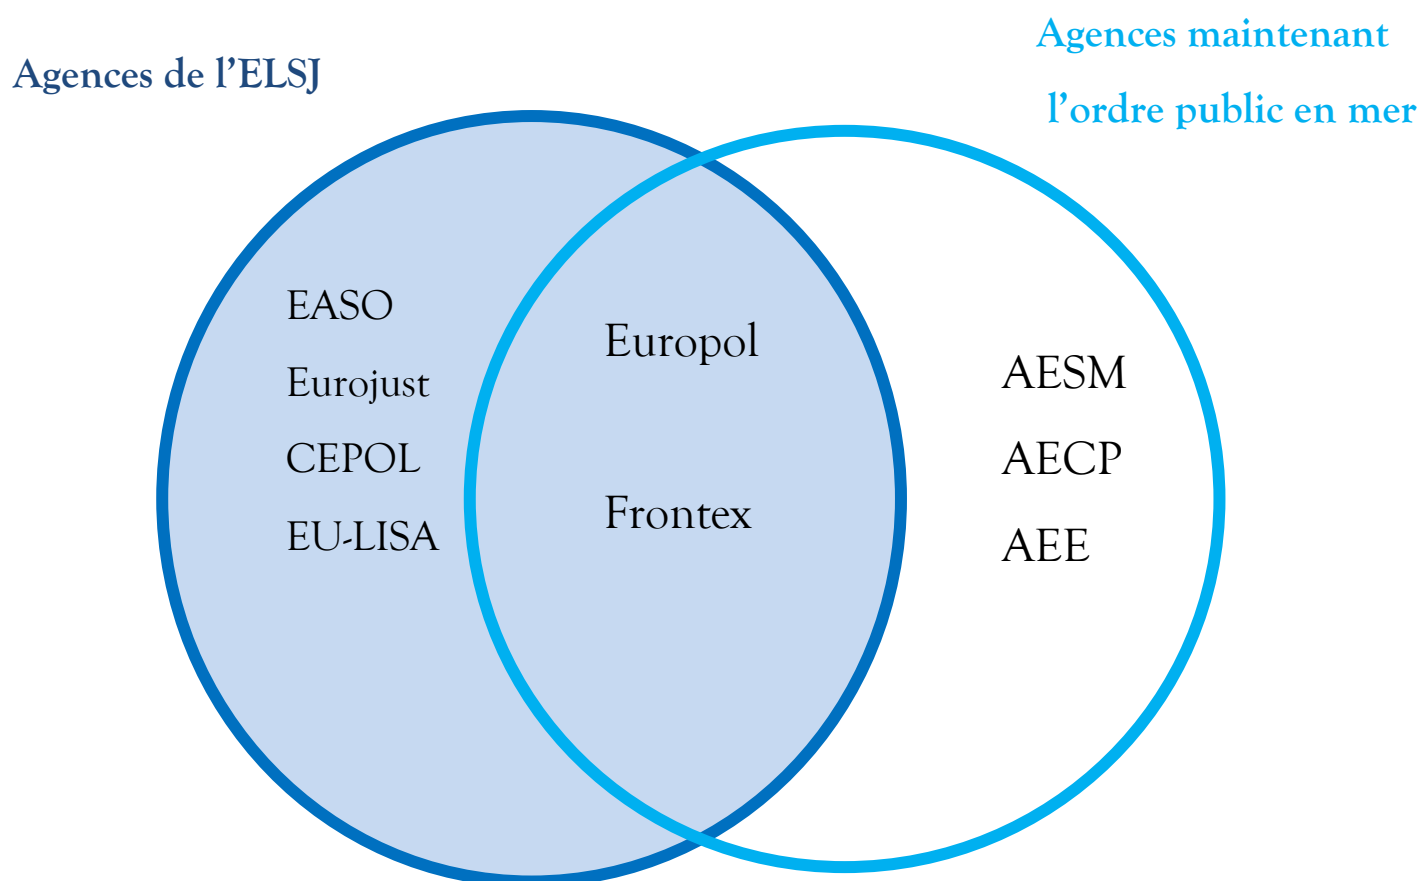 Agences de l’ELSJ
Agences maintenant
l’ordre public en mer
EASO
Eurojust
CEPOL
EU-LISA
Europol
Frontex
AESM
AECP
AEE